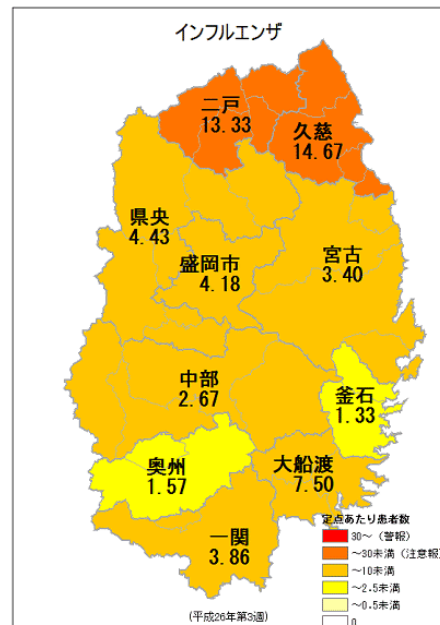 インフルエンザ
二戸
13.33
久慈
14.67
県央
4.43
盛岡市
4.18
宮古
3.40
中部
2.67
釜石
1.33
奥州
1.57
大船渡
7.50
一関
3.86
定点あたり患者数
30～（警報）
～30未満（注意報）
～10未満
～2.5未満
～0.5未満
0
(平成26年第3週)